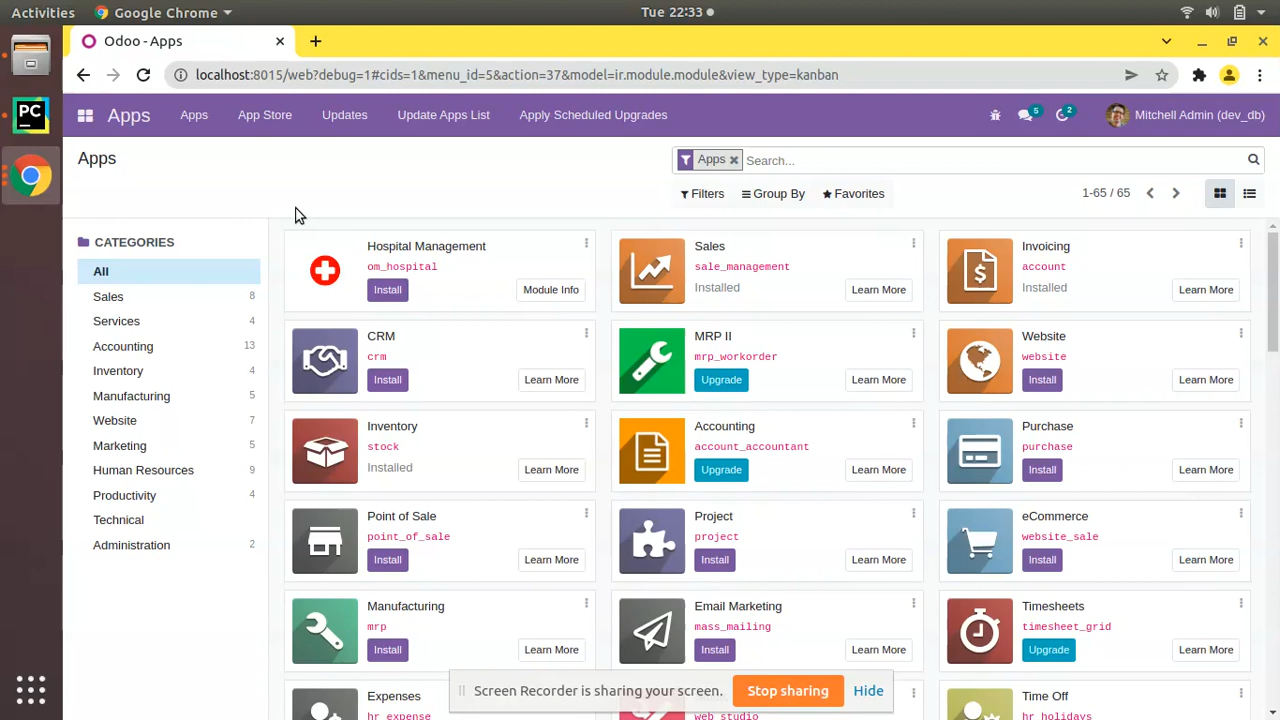 Activities Google Chrome Tue 22:33
Odoo - Apps
localhost:8015/web?debug=1#cids=1&menu_id=5&action=37&model=ir.module.module&view_type=kanban
Apps Apps App Store Updates Update Apps List Apply Scheduled Upgrades 5 2 Mitchell Admin (dev_db)
Apps
Apps Search...
Filters Group By Favorites 1-65 / 65
CATEGORIES
All
Sales 8
Services 4
Accounting 13
Inventory 4
Manufacturing 5
Website 7
Marketing 5
Human Resources 9
Productivity 4
Technical
Administration 2
Hospital Management
om_hospital
Install Module Info
Sales
sale_management
Installed Learn More
Invoicing
account
Installed Learn More
CRM
crm
Install Learn More
MRP II
mrp_workorder
Upgrade Learn More
Website
website
Install Learn More
Inventory
stock
Installed Learn More
Accounting
account_accountant
Upgrade Learn More
Purchase
purchase
Install Learn More
Point of Sale
point_of_sale
Install Learn More
Project
project
Install Learn More
eCommerce
website_sale
Install Learn More
Manufacturing
mrp
Install Learn More
Email Marketing
mass_mailing
Install Learn More
Timesheets
timesheet_grid
Upgrade Learn More
Expenses
hr_expense
web_studio
Time Off
hr_holidays
Screen Recorder is sharing your screen. Stop sharing Hide
PC